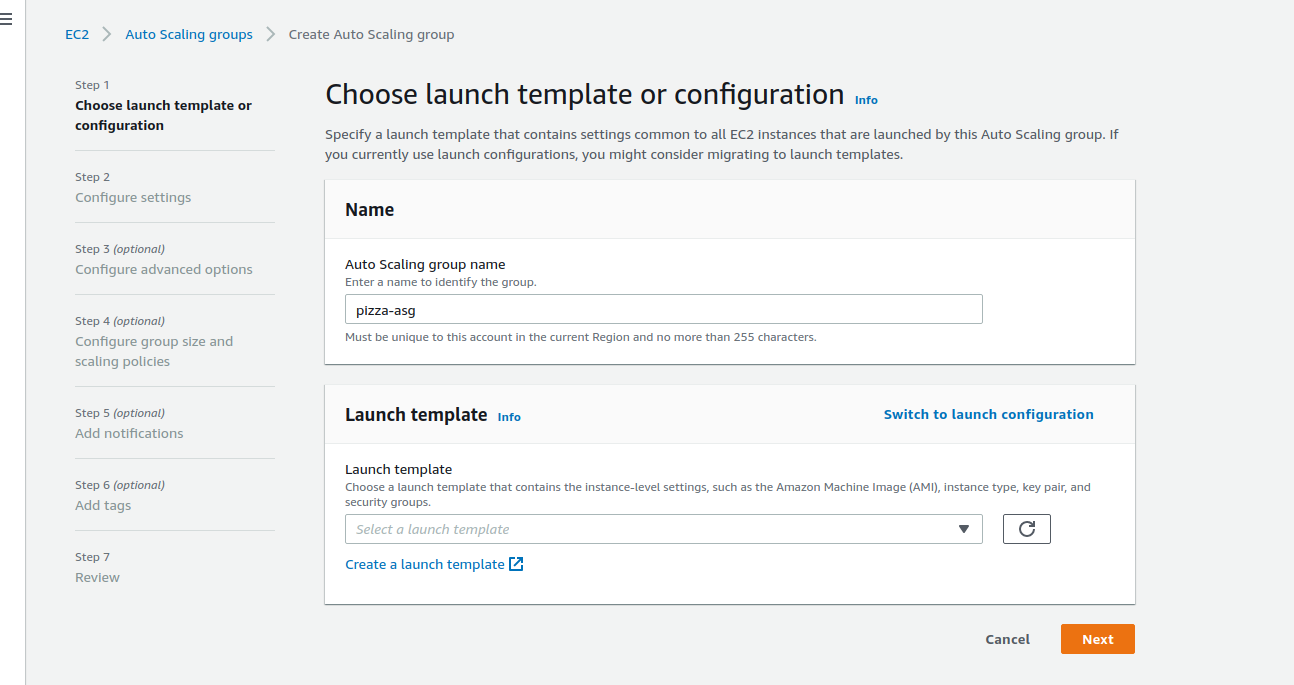 EC2 Auto Scaling groups Create Auto Scaling group
Step 1
Choose launch template or
configuration
Step 2
Configure settings
Step 3 (optional)
Configure advanced options
Step 4 (optional)
Configure group size and
scaling policies
Step 5 (optional)
Add notifications
Step 6 (optional)
Add tags
Step 7
Review
Choose launch template or configuration Info
Specify a launch template that contains settings common to all EC2 instances that are launched by this Auto Scaling group. If
you currently use launch configurations, you might consider migrating to launch templates.
Name
Auto Scaling group name
Enter a name to identify the group.
pizza-asg
Must be unique to this account in the current Region and no more than 255 characters.
Launch template Info Switch to launch configuration
Launch template
Choose a launch template that contains the instance-level settings, such as the Amazon Machine Image (AMI), instance type, key pair, and
security groups.
Select a launch template
Create a launch template
Cancel Next